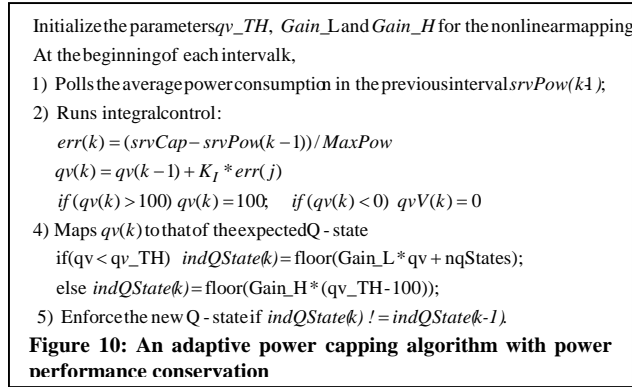 Initialize the parameters qv_TH, Gain_L and Gain_H for the nonlinear mapping
At the beginning of each interval k,
1) Polls the average power consumption in the previous interval srvPow(k-1);
2) Runs integral control:
err(k) = (srvCap − srvPow(k − 1)) / MaxPow
qv(k) = qv(k − 1) + K_I * err(j)
if (qv(k) > 100) qv(k) = 100; if (qv(k) < 0) qvV(k) = 0
4) Maps qv(k) to that of the expected Q - state
if(qv < qv_TH) indQState(k) = floor(Gain_L * qv + nqStates);
else indQState(k) = floor(Gain_H * (qv_TH - 100));
5) Enforce the new Q - state if indQState(k) ! = indQState(k-1).
Figure 10: An adaptive power capping algorithm with power
performance conservation